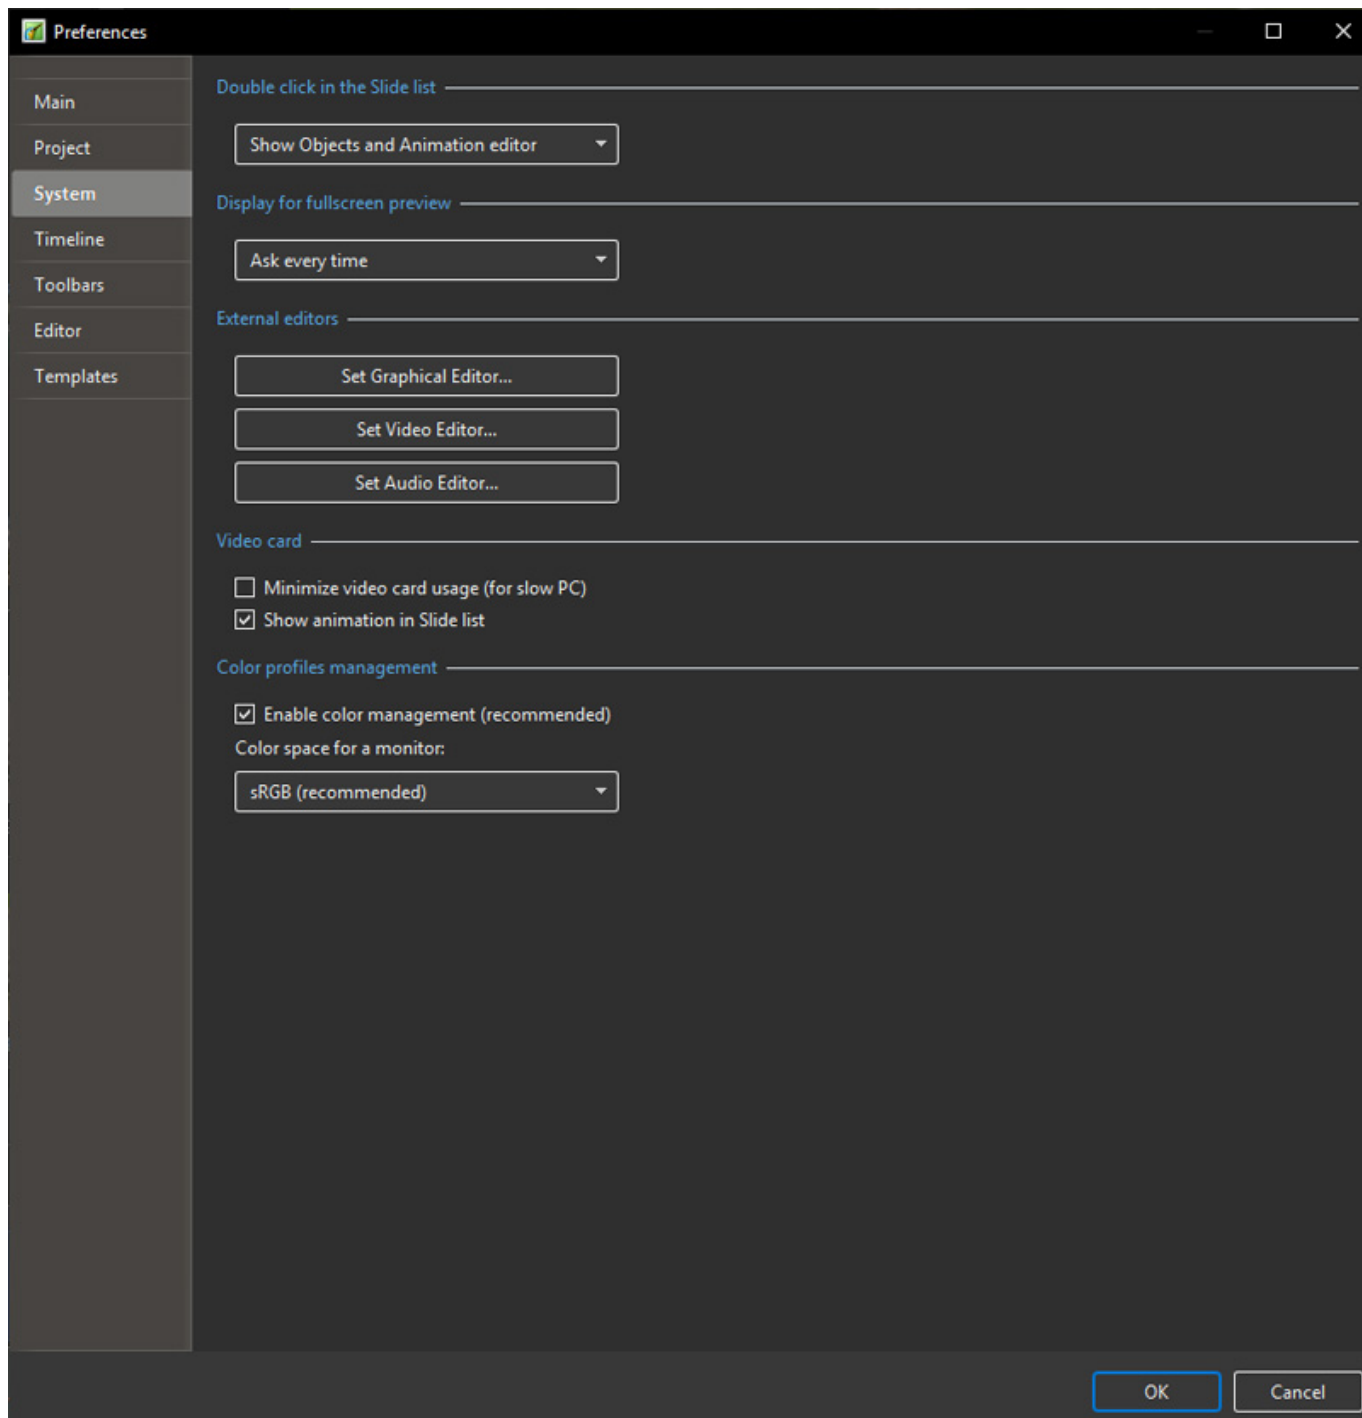 Preferences
Main
Project
System
Timeline
Toolbars
Editor
Templates
Double click in the Slide list
Show Objects and Animation editor
Display for fullscreen preview
Ask every time
External editors
Set Graphical Editor...
Set Video Editor...
Set Audio Editor...
Video card
Minimize video card usage (for slow PC)
Show animation in Slide list
Color profiles management
Enable color management (recommended)
Color space for a monitor:
sRGB (recommended)
OK
Cancel